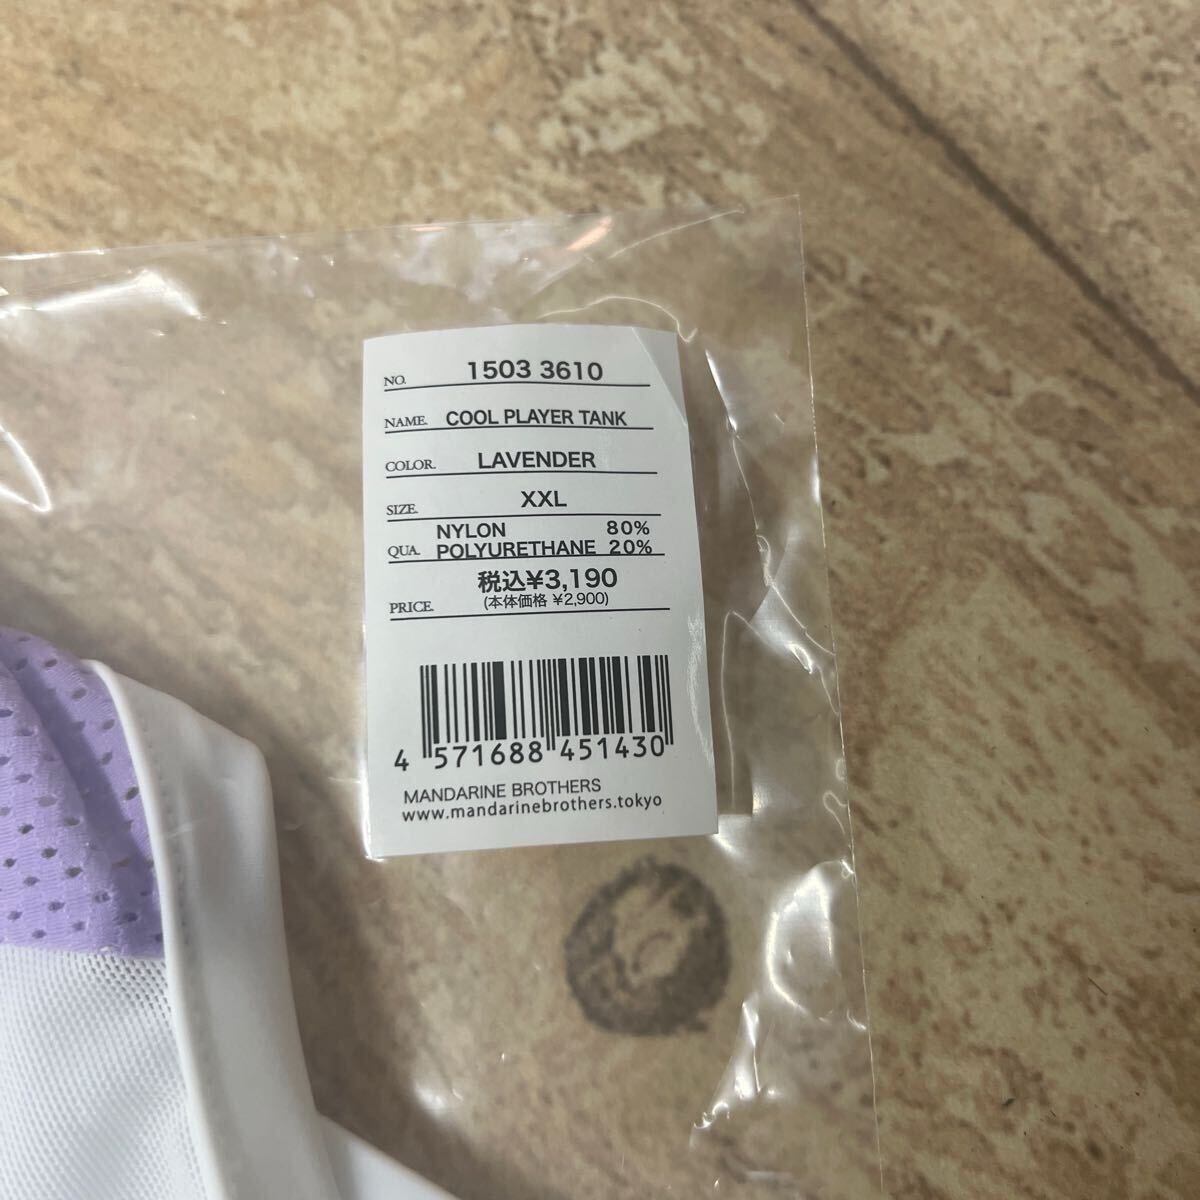 NO. 1503 3610
NAME. COOL PLAYER TANK
COLOR. LAVENDER
SIZE. XXL
NYLON 80%
QUA. POLYURETHANE 20%
税込¥3,190
PRICE. (本体価格 ¥2,900)
4 571688 451430
MANDARINE BROTHERS
www.mandarinebrothers.tokyo